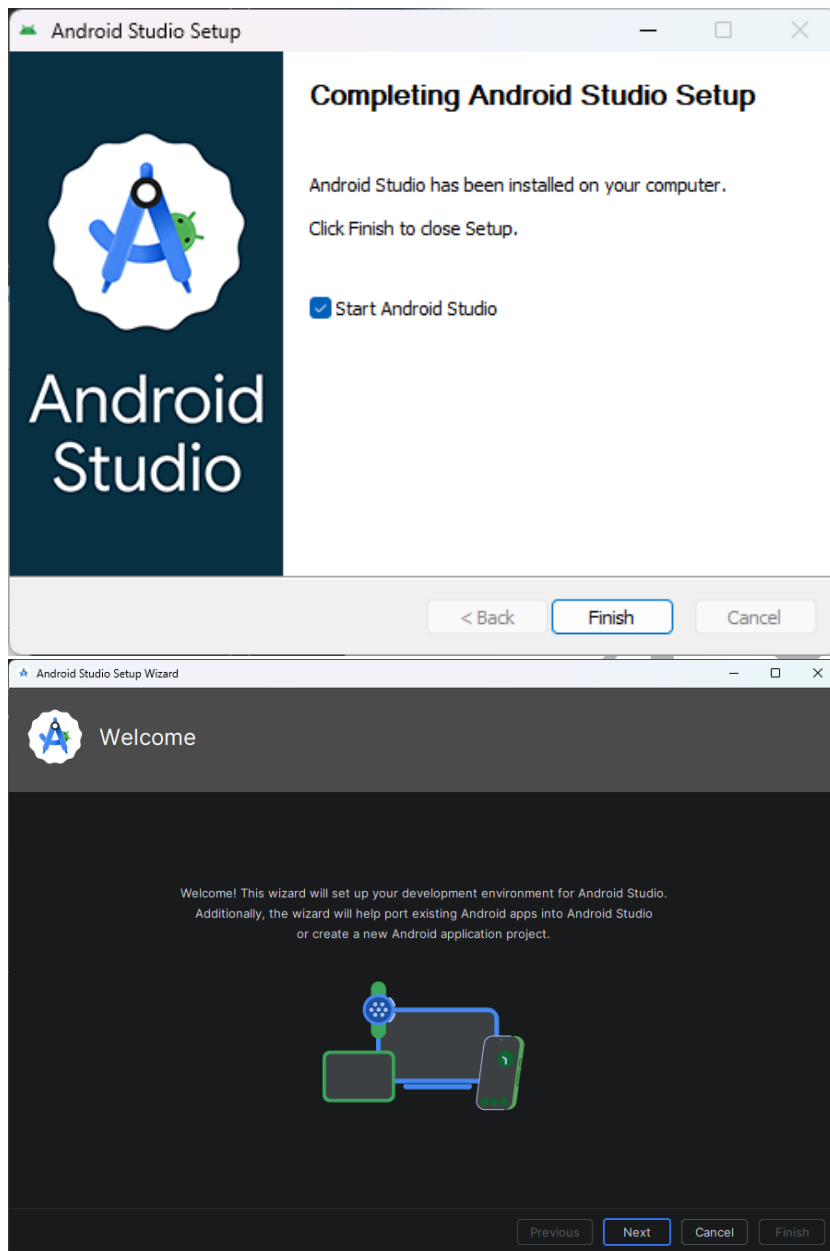 Android Studio Setup
Completing Android Studio Setup
Android Studio has been installed on your computer.
Click Finish to close Setup.
Start Android Studio
Android
Studio
< Back
Finish
Cancel
Android Studio Setup Wizard
Welcome
Welcome! This wizard will set up your development environment for Android Studio.
Additionally, the wizard will help port existing Android apps into Android Studio
or create a new Android application project.
Previous
Next
Cancel
Finish